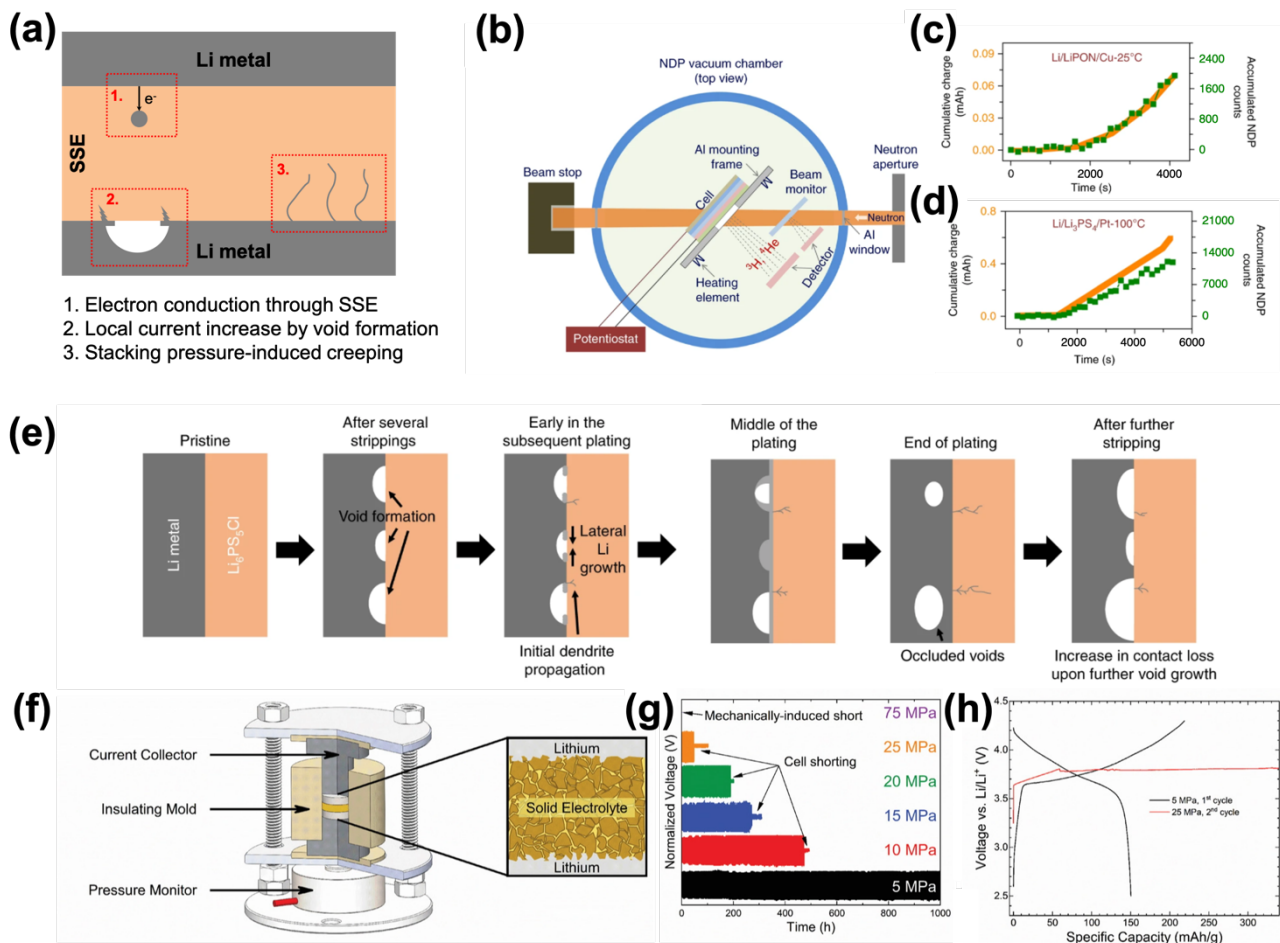 (a)
Li metal
1.
e-
SSE
3.
2.
Li metal
1. Electron conduction through SSE
2. Local current increase by void formation
3. Stacking pressure-induced creeping
(b)
NDP vacuum chamber
(top view)
Al mounting
frame
M
Beam
monitor
Neutron
aperture
Beam stop
Cell
Neutron
Al
window
³H, ⁴He
M
Detector
Heating
element
Potentiostat
(c)
Li/LiPON/Cu-25°C
Cumulative charge
(mAh)
0.09
0.06
0.03
0.00
2400
1600
800
0
Accumulated NDP
counts
0 2000 4000
Time (s)
(d)
Li/Li₃PS₄/Pt-100°C
Cumulative charge
(mAh)
0.8
0.4
0.0
21000
14000
7000
0
Accumulated NDP
counts
0 2000 4000 6000
Time (s)
(e)
Pristine
Li metal
Li₆PS₅Cl
After several
strippings
Void formation
Early in the
subsequent plating
Lateral
Li
growth
Initial dendrite
propagation
Middle of the
plating
End of plating
Occluded voids
After further
stripping
Increase in contact loss
upon further void growth
(f)
Current Collector
Insulating Mold
Pressure Monitor
Lithium
Solid Electrolyte
Lithium
(g)
Normalized Voltage (V)
Mechanically-induced short
75 MPa
25 MPa
Cell shorting
20 MPa
15 MPa
10 MPa
5 MPa
0 200 400 600 800 1000
Time (h)
(h)
Voltage vs. Li/Li⁺ (V)
4.5
4.0
3.5
3.0
2.5
5 MPa, 1st cycle
25 MPa, 2nd cycle
0 50 100 150 200 250 300
Specific Capacity (mAh/g)